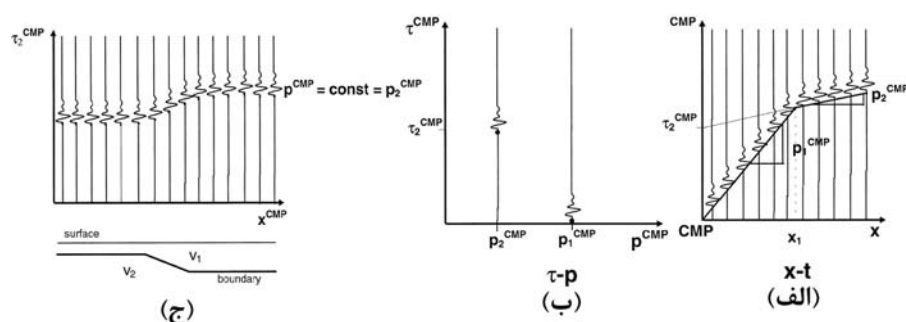 τ₂ᶜᴹᴾ
pᶜᴹᴾ = const = p₂ᶜᴹᴾ
xᶜᴹᴾ
surface
V₁
V₂
boundary
(ج)
τᶜᴹᴾ
τ₂ᶜᴹᴾ
p₂ᶜᴹᴾ
p₁ᶜᴹᴾ
pᶜᴹᴾ
τ-p
(ب)
CMP
p₂ᶜᴹᴾ
τ₂ᶜᴹᴾ
p₁ᶜᴹᴾ
CMP
x₁
x
x-t
(الف)